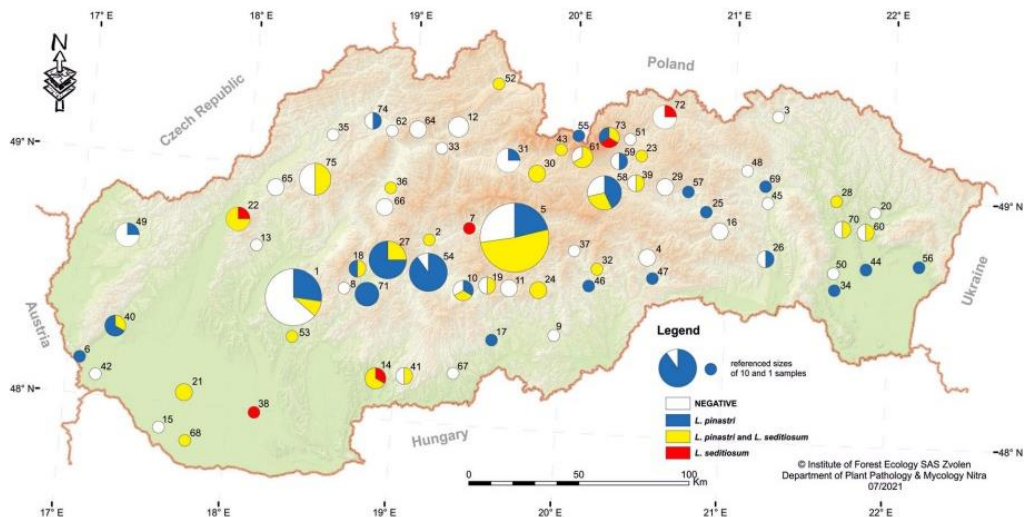 17° E 18° E 19° E 20° E 21° E 22° E
N
Poland
Czech Republic
52
74 12 72 3
35 62 64 55 73 51
49° N
33 43 61 59 23
31 48
75 30 58 39 29 57 69
65 36 45 28 49° N
66 25 20
22 7 5 16 70 60
49 2
13 27 37 4 26
18 54 50 44 56
1 10 19 11 24 32 47
8 71 46 34
Austria
Ukraine
40 53 17 9
6
42 14 41 67
48° N
21
38
15
68
Hungary
Legend
referenced sizes
of 10 and 1 samples
NEGATIVE
L. pinastri
L. pinastri and L. seditiosum
L. seditiosum
0 50 100
Km
© Institute of Forest Ecology SAS Zvolen
Department of Plant Pathology & Mycology Nitra
07/2021
48° N
17° E 18° E 19° E 20° E 21° E 22° E